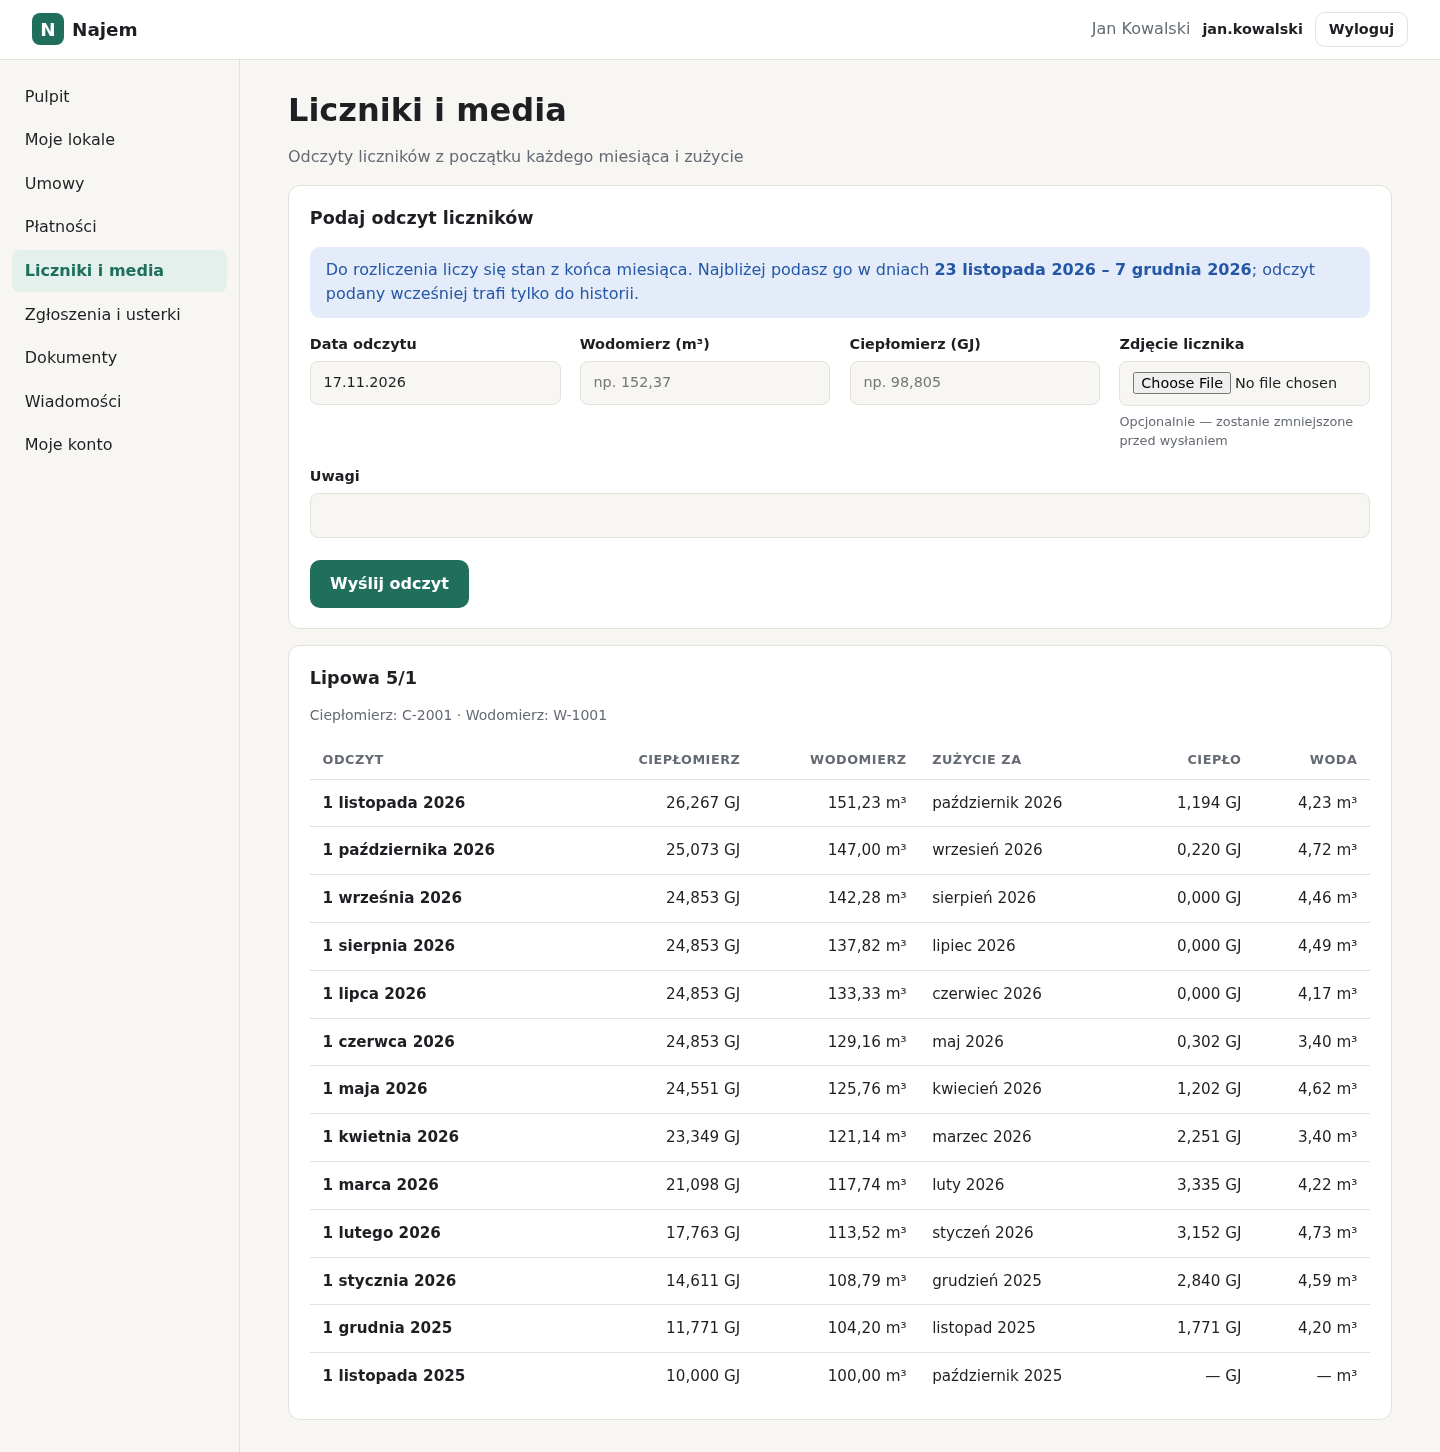 N Najem
Jan Kowalski jan.kowalski Wyloguj
Pulpit
Moje lokale
Umowy
Płatności
Liczniki i media
Zgłoszenia i usterki
Dokumenty
Wiadomości
Moje konto
Liczniki i media
Odczyty liczników z początku każdego miesiąca i zużycie
Podaj odczyt liczników
Do rozliczenia liczy się stan z końca miesiąca. Najbliżej podasz go w dniach 23 listopada 2026 – 7 grudnia 2026; odczyt
podany wcześniej trafi tylko do historii.
Data odczytu Wodomierz (m³) Ciepłomierz (GJ) Zdjęcie licznika
17.11.2026 np. 152,37 np. 98,805 Choose File No file chosen
Opcjonalnie — zostanie zmniejszone
przed wysłaniem
Uwagi
Wyślij odczyt
Lipowa 5/1
Ciepłomierz: C-2001 · Wodomierz: W-1001
ODCZYT CIEPŁOMIERZ WODOMIERZ ZUŻYCIE ZA CIEPŁO WODA
1 listopada 2026 26,267 GJ 151,23 m³ październik 2026 1,194 GJ 4,23 m³
1 października 2026 25,073 GJ 147,00 m³ wrzesień 2026 0,220 GJ 4,72 m³
1 września 2026 24,853 GJ 142,28 m³ sierpień 2026 0,000 GJ 4,46 m³
1 sierpnia 2026 24,853 GJ 137,82 m³ lipiec 2026 0,000 GJ 4,49 m³
1 lipca 2026 24,853 GJ 133,33 m³ czerwiec 2026 0,000 GJ 4,17 m³
1 czerwca 2026 24,853 GJ 129,16 m³ maj 2026 0,302 GJ 3,40 m³
1 maja 2026 24,551 GJ 125,76 m³ kwiecień 2026 1,202 GJ 4,62 m³
1 kwietnia 2026 23,349 GJ 121,14 m³ marzec 2026 2,251 GJ 3,40 m³
1 marca 2026 21,098 GJ 117,74 m³ luty 2026 3,335 GJ 4,22 m³
1 lutego 2026 17,763 GJ 113,52 m³ styczeń 2026 3,152 GJ 4,73 m³
1 stycznia 2026 14,611 GJ 108,79 m³ grudzień 2025 2,840 GJ 4,59 m³
1 grudnia 2025 11,771 GJ 104,20 m³ listopad 2025 1,771 GJ 4,20 m³
1 listopada 2025 10,000 GJ 100,00 m³ październik 2025 — GJ — m³